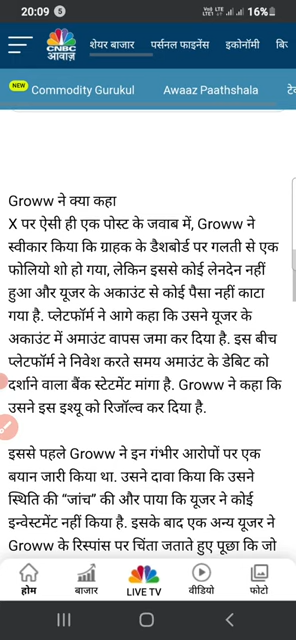 20:09 5 Vo) LTE LTE1 16%
CNBC
आवाज़
शेयर बाजार पर्सनल फाइनेंस इकोनॉमी बि
NEW Commodity Gurukul Awaaz Paathshala टे
Groww ने क्या कहा
X पर ऐसी ही एक पोस्ट के जवाब में, Groww ने
स्वीकार किया कि ग्राहक के डैशबोर्ड पर गलती से एक
फोलियो शो हो गया, लेकिन इससे कोई लेनदेन नहीं
हुआ और यूजर के अकाउंट से कोई पैसा नहीं काटा
गया है. प्लेटफॉर्म ने आगे कहा कि उसने यूजर के
अकाउंट में अमाउंट वापस जमा कर दिया है. इस बीच
प्लेटफॉर्म ने निवेश करते समय अमाउंट के डेबिट को
दर्शाने वाला बैंक स्टेटमेंट मांगा है. Groww ने कहा कि
उसने इस इश्यू को रिजॉल्व कर दिया है.
इससे पहले Groww ने इन गंभीर आरोपों पर एक
बयान जारी किया था. उसने दावा किया कि उसने
स्थिति की “जांच” की और पाया कि यूजर ने कोई
इन्वेस्टमेंट नहीं किया है. इसके बाद एक अन्य यूजर ने
Groww के रिस्पांस पर चिंता जताते हुए पूछा कि जो
होम बाजार LIVE TV वीडियो फोटो